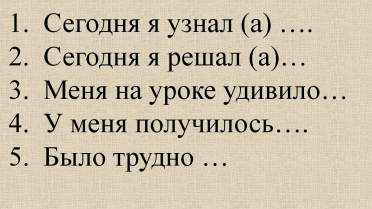 1. Сегодня я узнал (а) ….
2. Сегодня я решал (а)…
3. Меня на уроке удивило…
4. У меня получилось….
5. Было трудно …